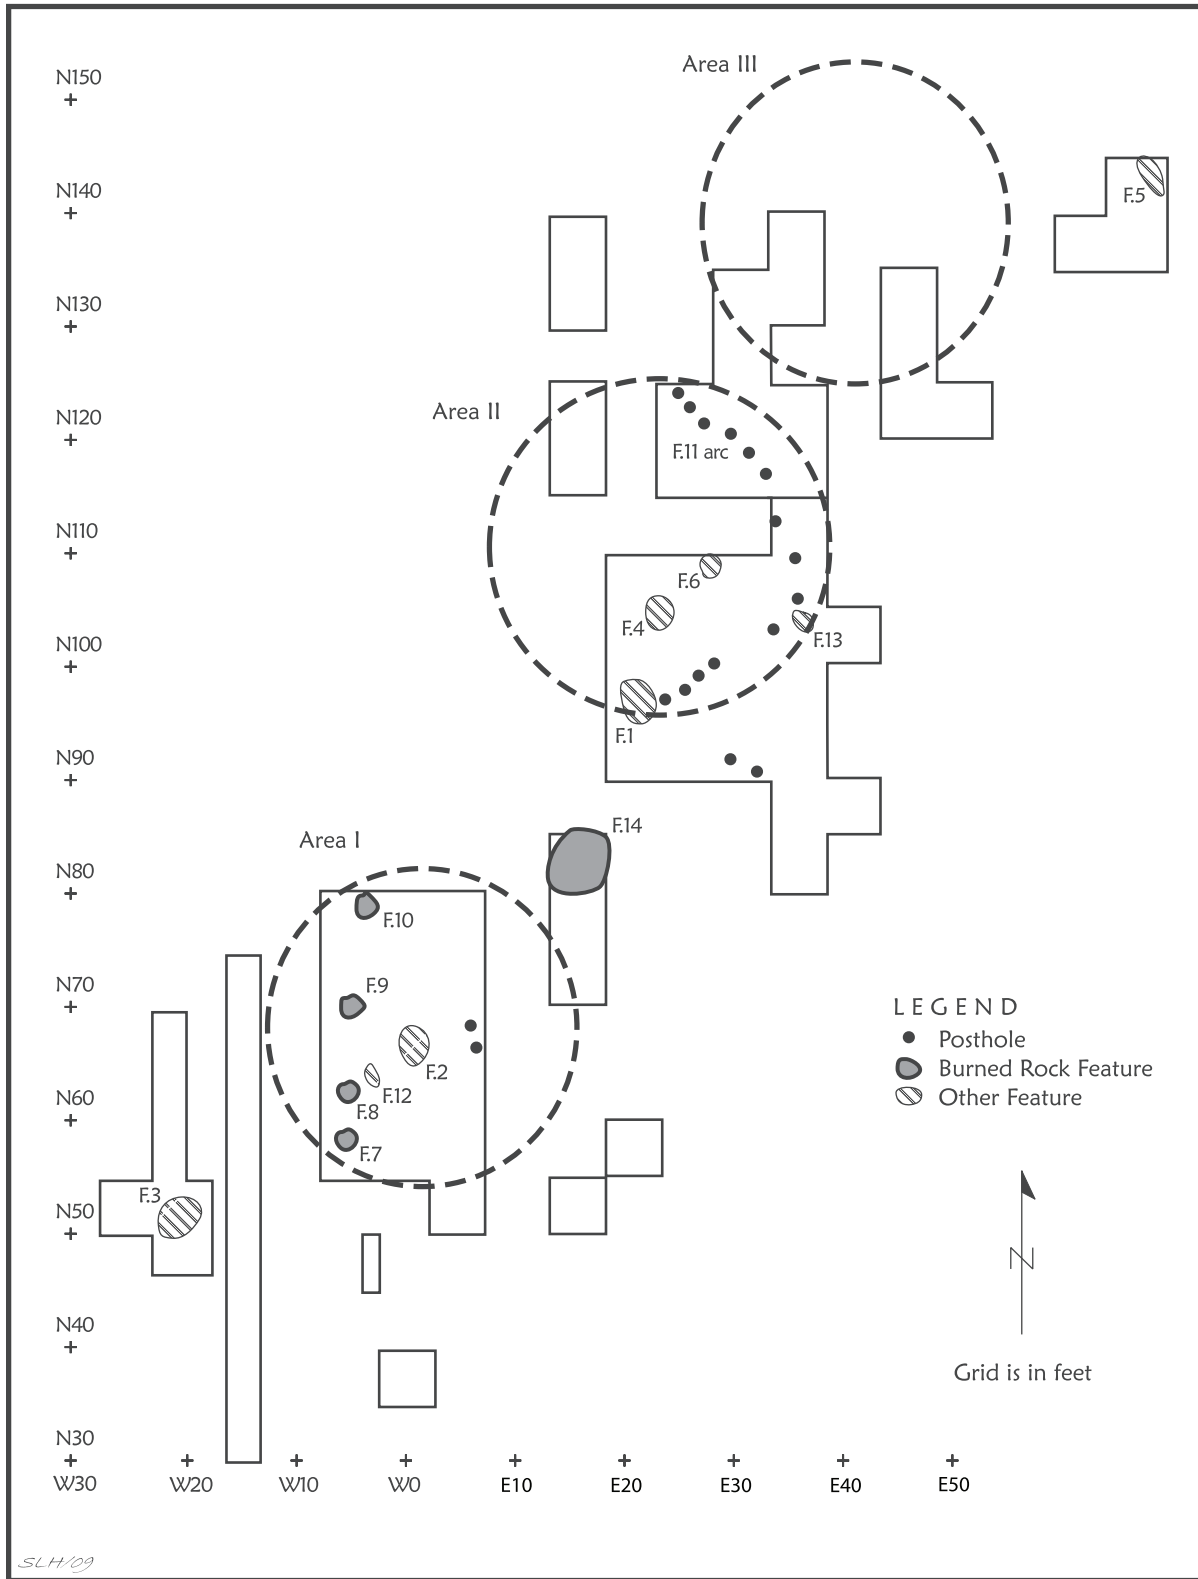 Area III
N150
N140
F.5
N130
Area II
N120
F.11 arc
N110
F.6
F.4
F.13
N100
F.1
N90
F.14
Area I
N80
F.10
F.9
N70
LEGEND
Posthole
F.2
Burned Rock Feature
F.12
F.8
Other Feature
N60
F.7
F.3
N50
N
N40
Grid is in feet
N30
W30 W20 W10 W0 E10 E20 E30 E40 E50
SLH/09